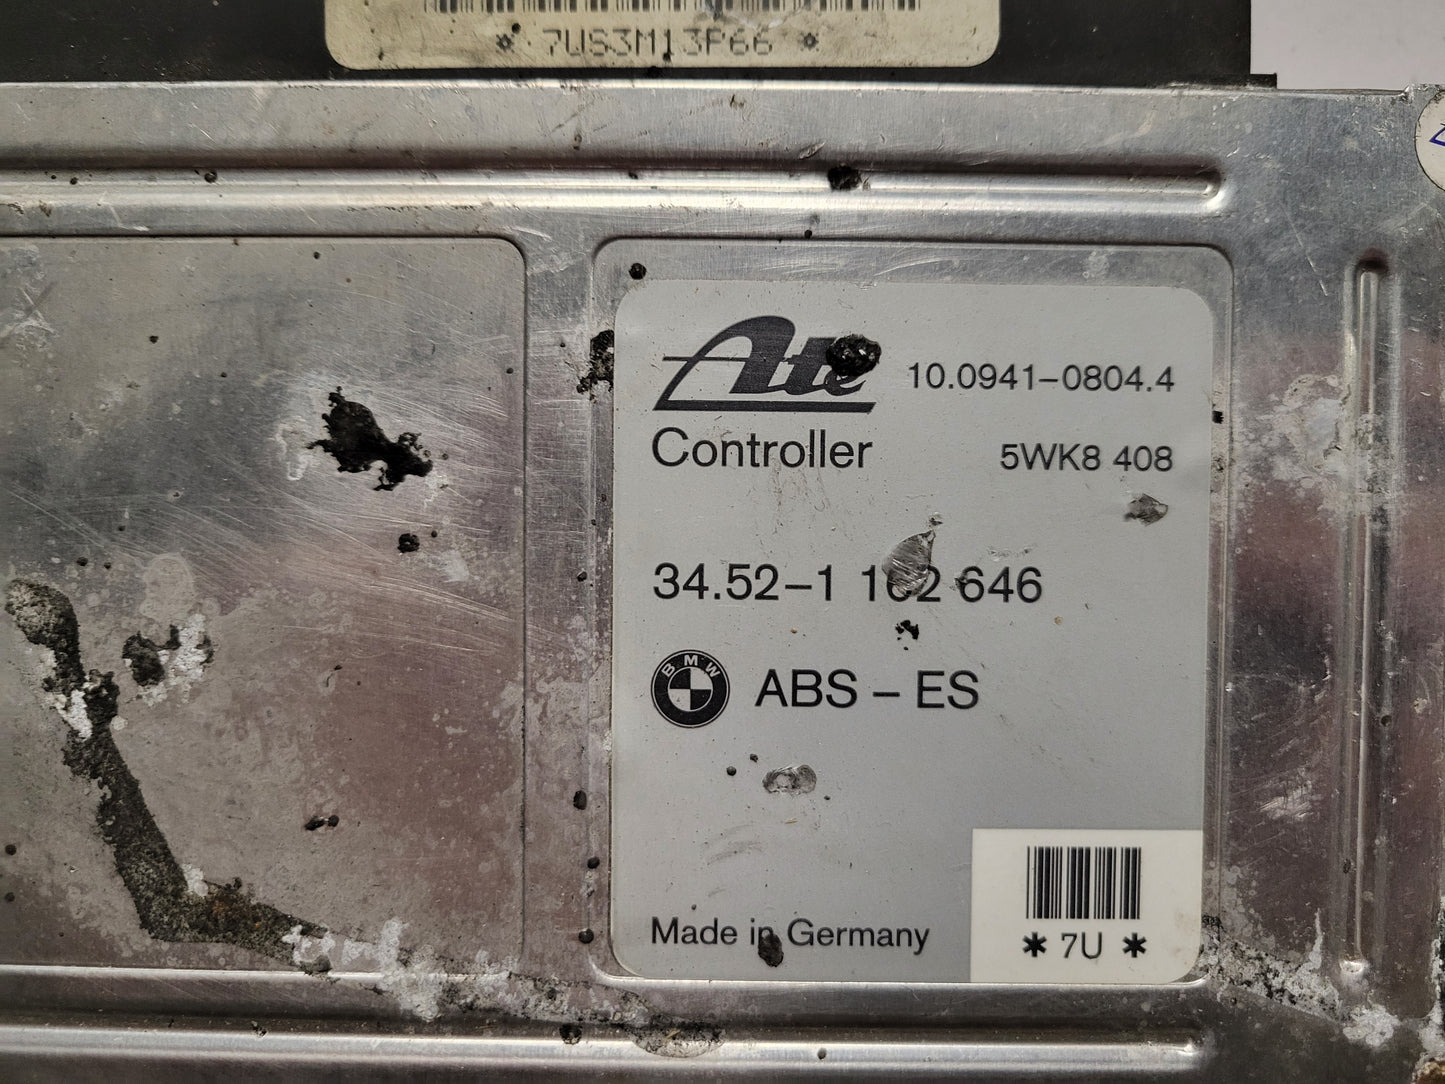 * 7WS3M13P66 *
Ate
10.0941-0804.4
Controller
5WK8 408
34.52-1 162 646
BMW
ABS - ES
Made in Germany
* 7U *